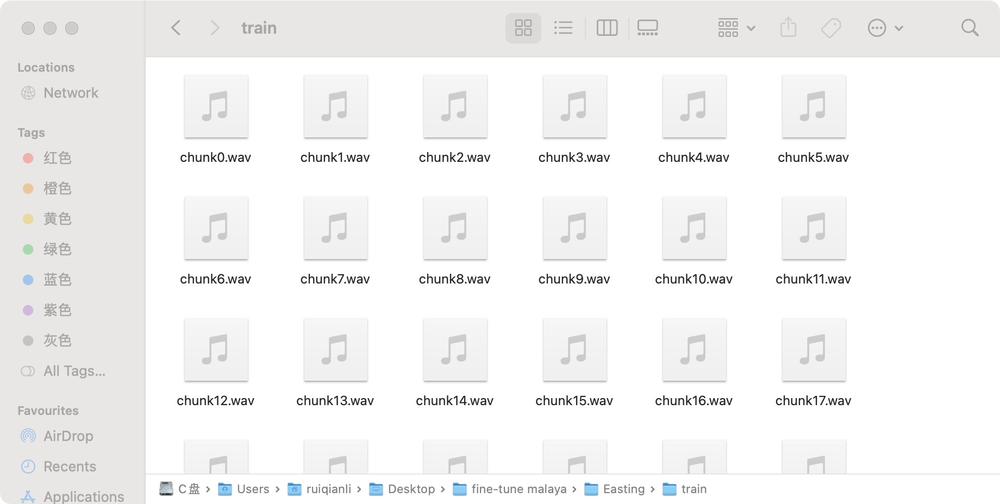 train
Locations
Network
Tags
红色
橙色
黄色
绿色
蓝色
紫色
灰色
All Tags...
Favourites
AirDrop
Recents
Applications
chunk0.wav chunk1.wav chunk2.wav chunk3.wav chunk4.wav chunk5.wav
chunk6.wav chunk7.wav chunk8.wav chunk9.wav chunk10.wav chunk11.wav
chunk12.wav chunk13.wav chunk14.wav chunk15.wav chunk16.wav chunk17.wav
C盘 › Users › ruiqianli › Desktop › fine-tune malaya › Easting › train